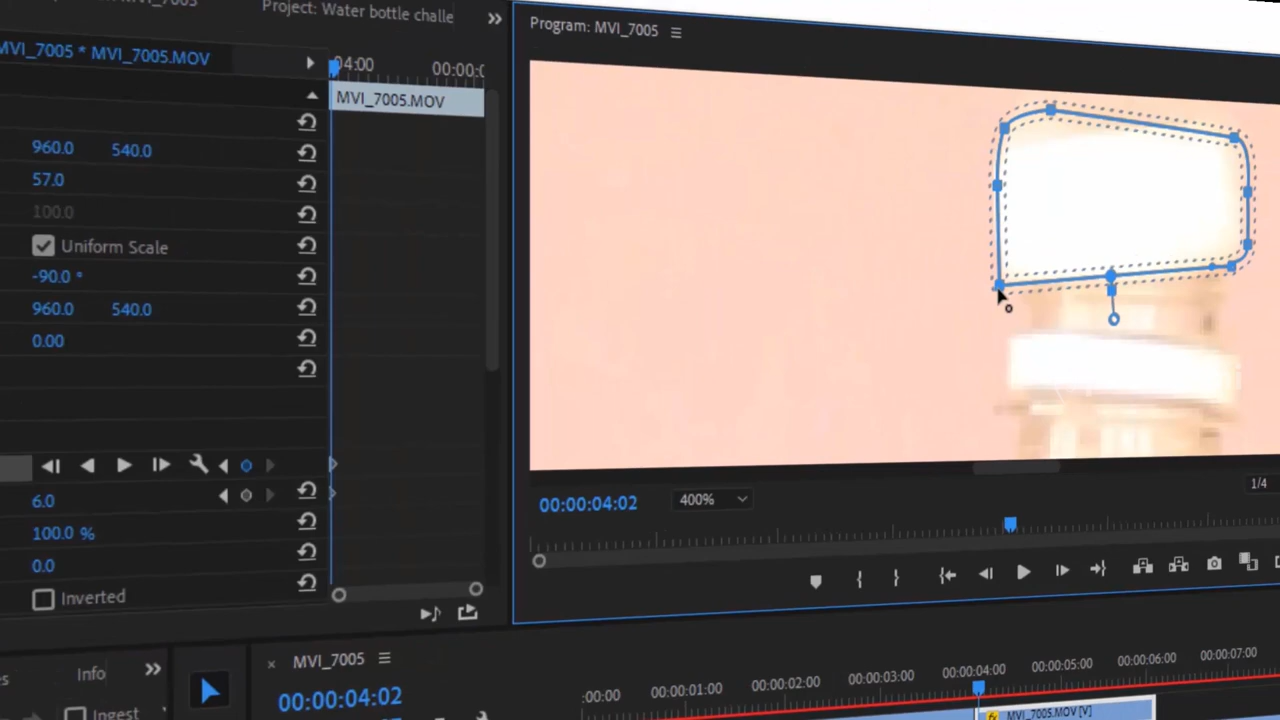 Project: Water bottle challe
MVI_7005 * MVI_7005.MOV
04:00 00:00:0
MVI_7005.MOV
960.0 540.0
57.0
100.0
Uniform Scale
-90.0 °
960.0 540.0
0.00
6.0
100.0 %
0.0
Inverted
Program: MVI_7005
00:00:04:02
400%
1/4
Info
Ingest
× MVI_7005
00:00:04:02
:00:00 00:00:01:00 00:00:02:00 00:00:03:00 00:00:04:00 00:00:05:00 00:00:06:00 00:00:07:00
fx MVI_7005.MOV [V]